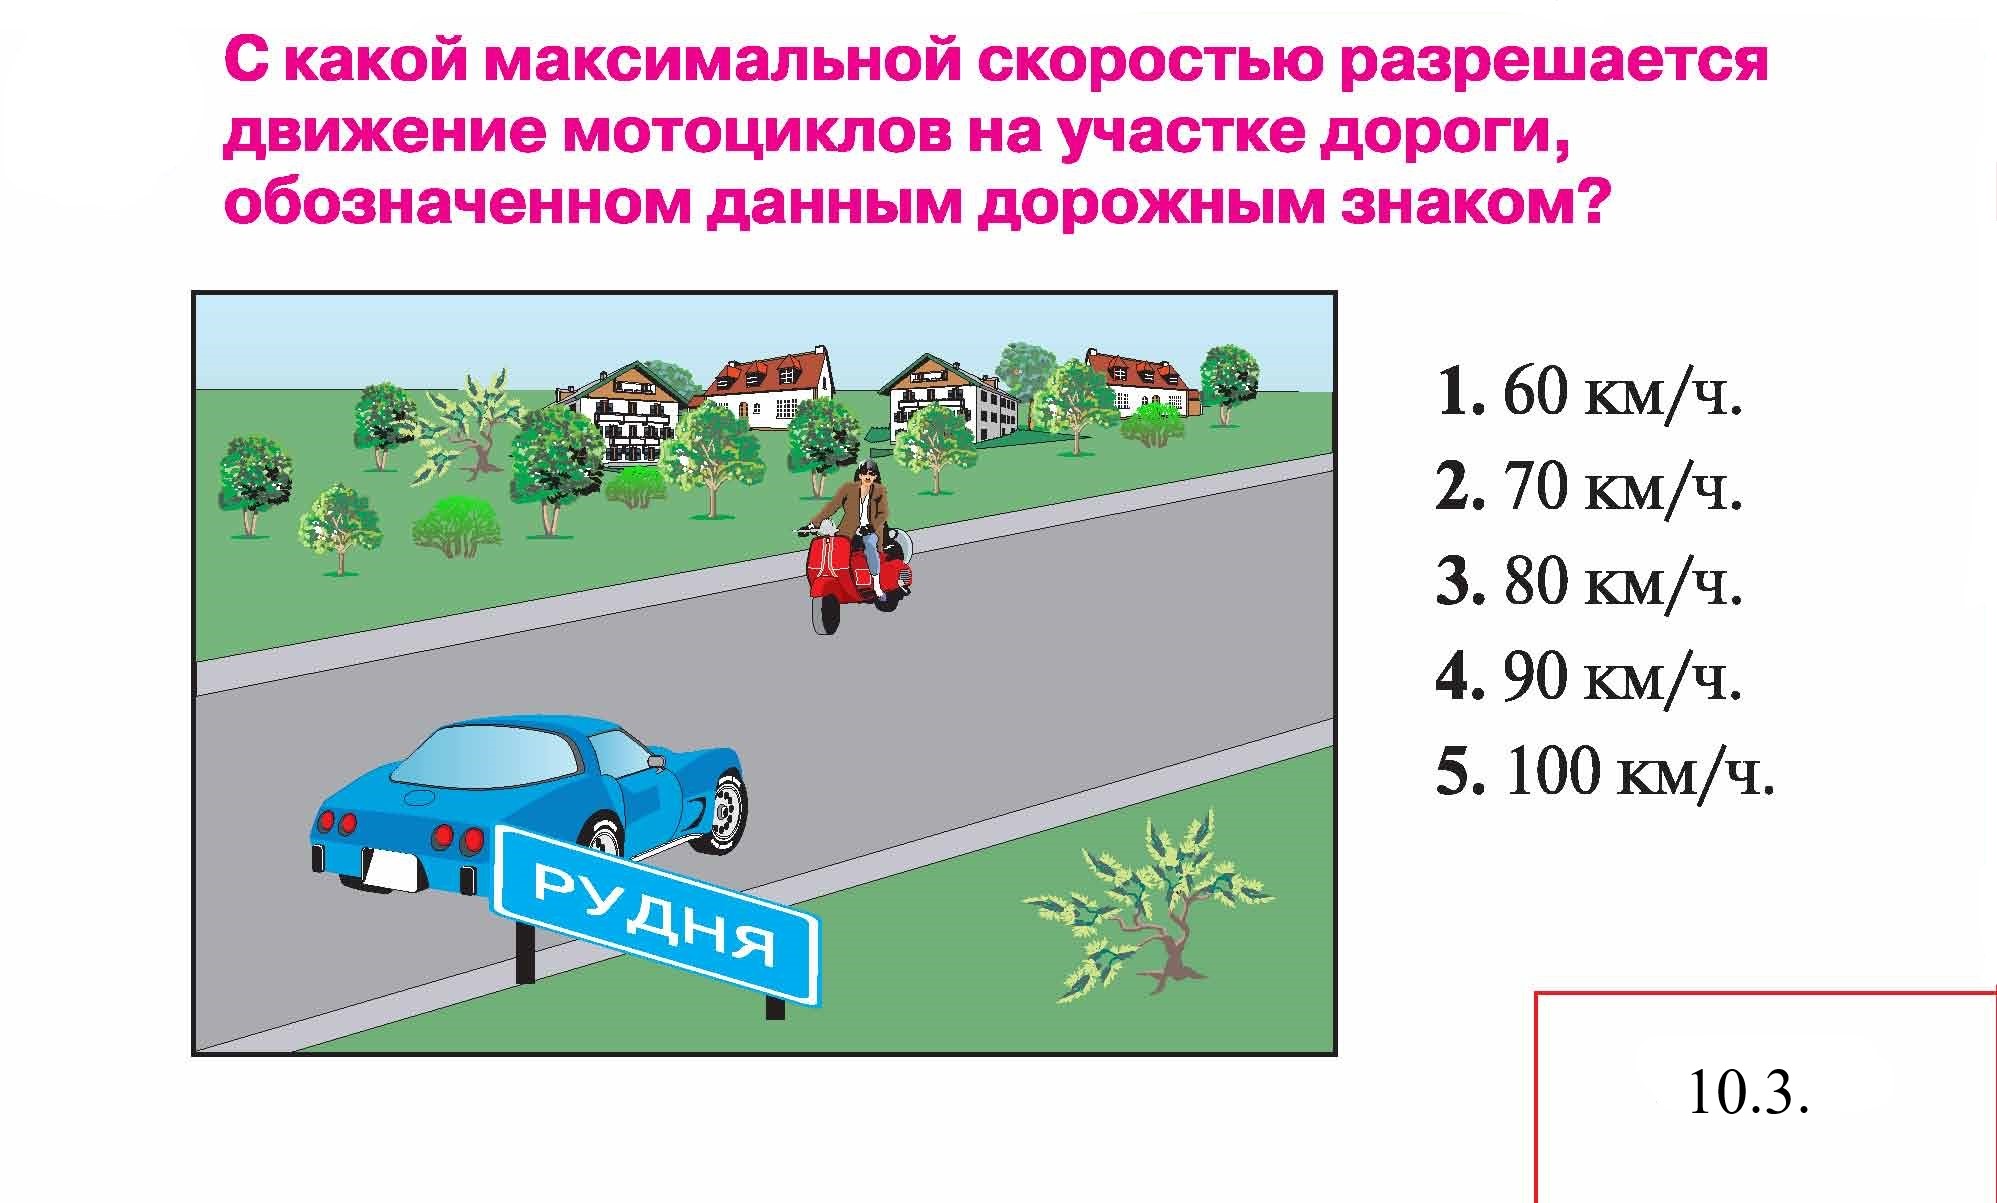 С какой максимальной скоростью разрешается
движение мотоциклов на участке дороги,
обозначенном данным дорожным знаком?
1. 60 км/ч.
2. 70 км/ч.
3. 80 км/ч.
4. 90 км/ч.
5. 100 км/ч.
РУДНЯ
10.3.